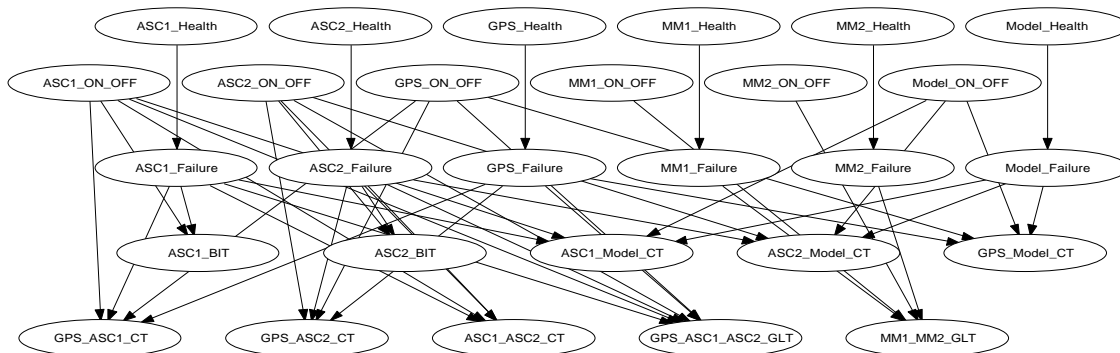 ASC1_Health
ASC2_Health
GPS_Health
MM1_Health
MM2_Health
Model_Health
ASC1_ON_OFF
ASC2_ON_OFF
GPS_ON_OFF
MM1_ON_OFF
MM2_ON_OFF
Model_ON_OFF
ASC1_Failure
ASC2_Failure
GPS_Failure
MM1_Failure
MM2_Failure
Model_Failure
ASC1_BIT
ASC2_BIT
ASC1_Model_CT
ASC2_Model_CT
GPS_Model_CT
GPS_ASC1_CT
GPS_ASC2_CT
ASC1_ASC2_CT
GPS_ASC1_ASC2_GLT
MM1_MM2_GLT